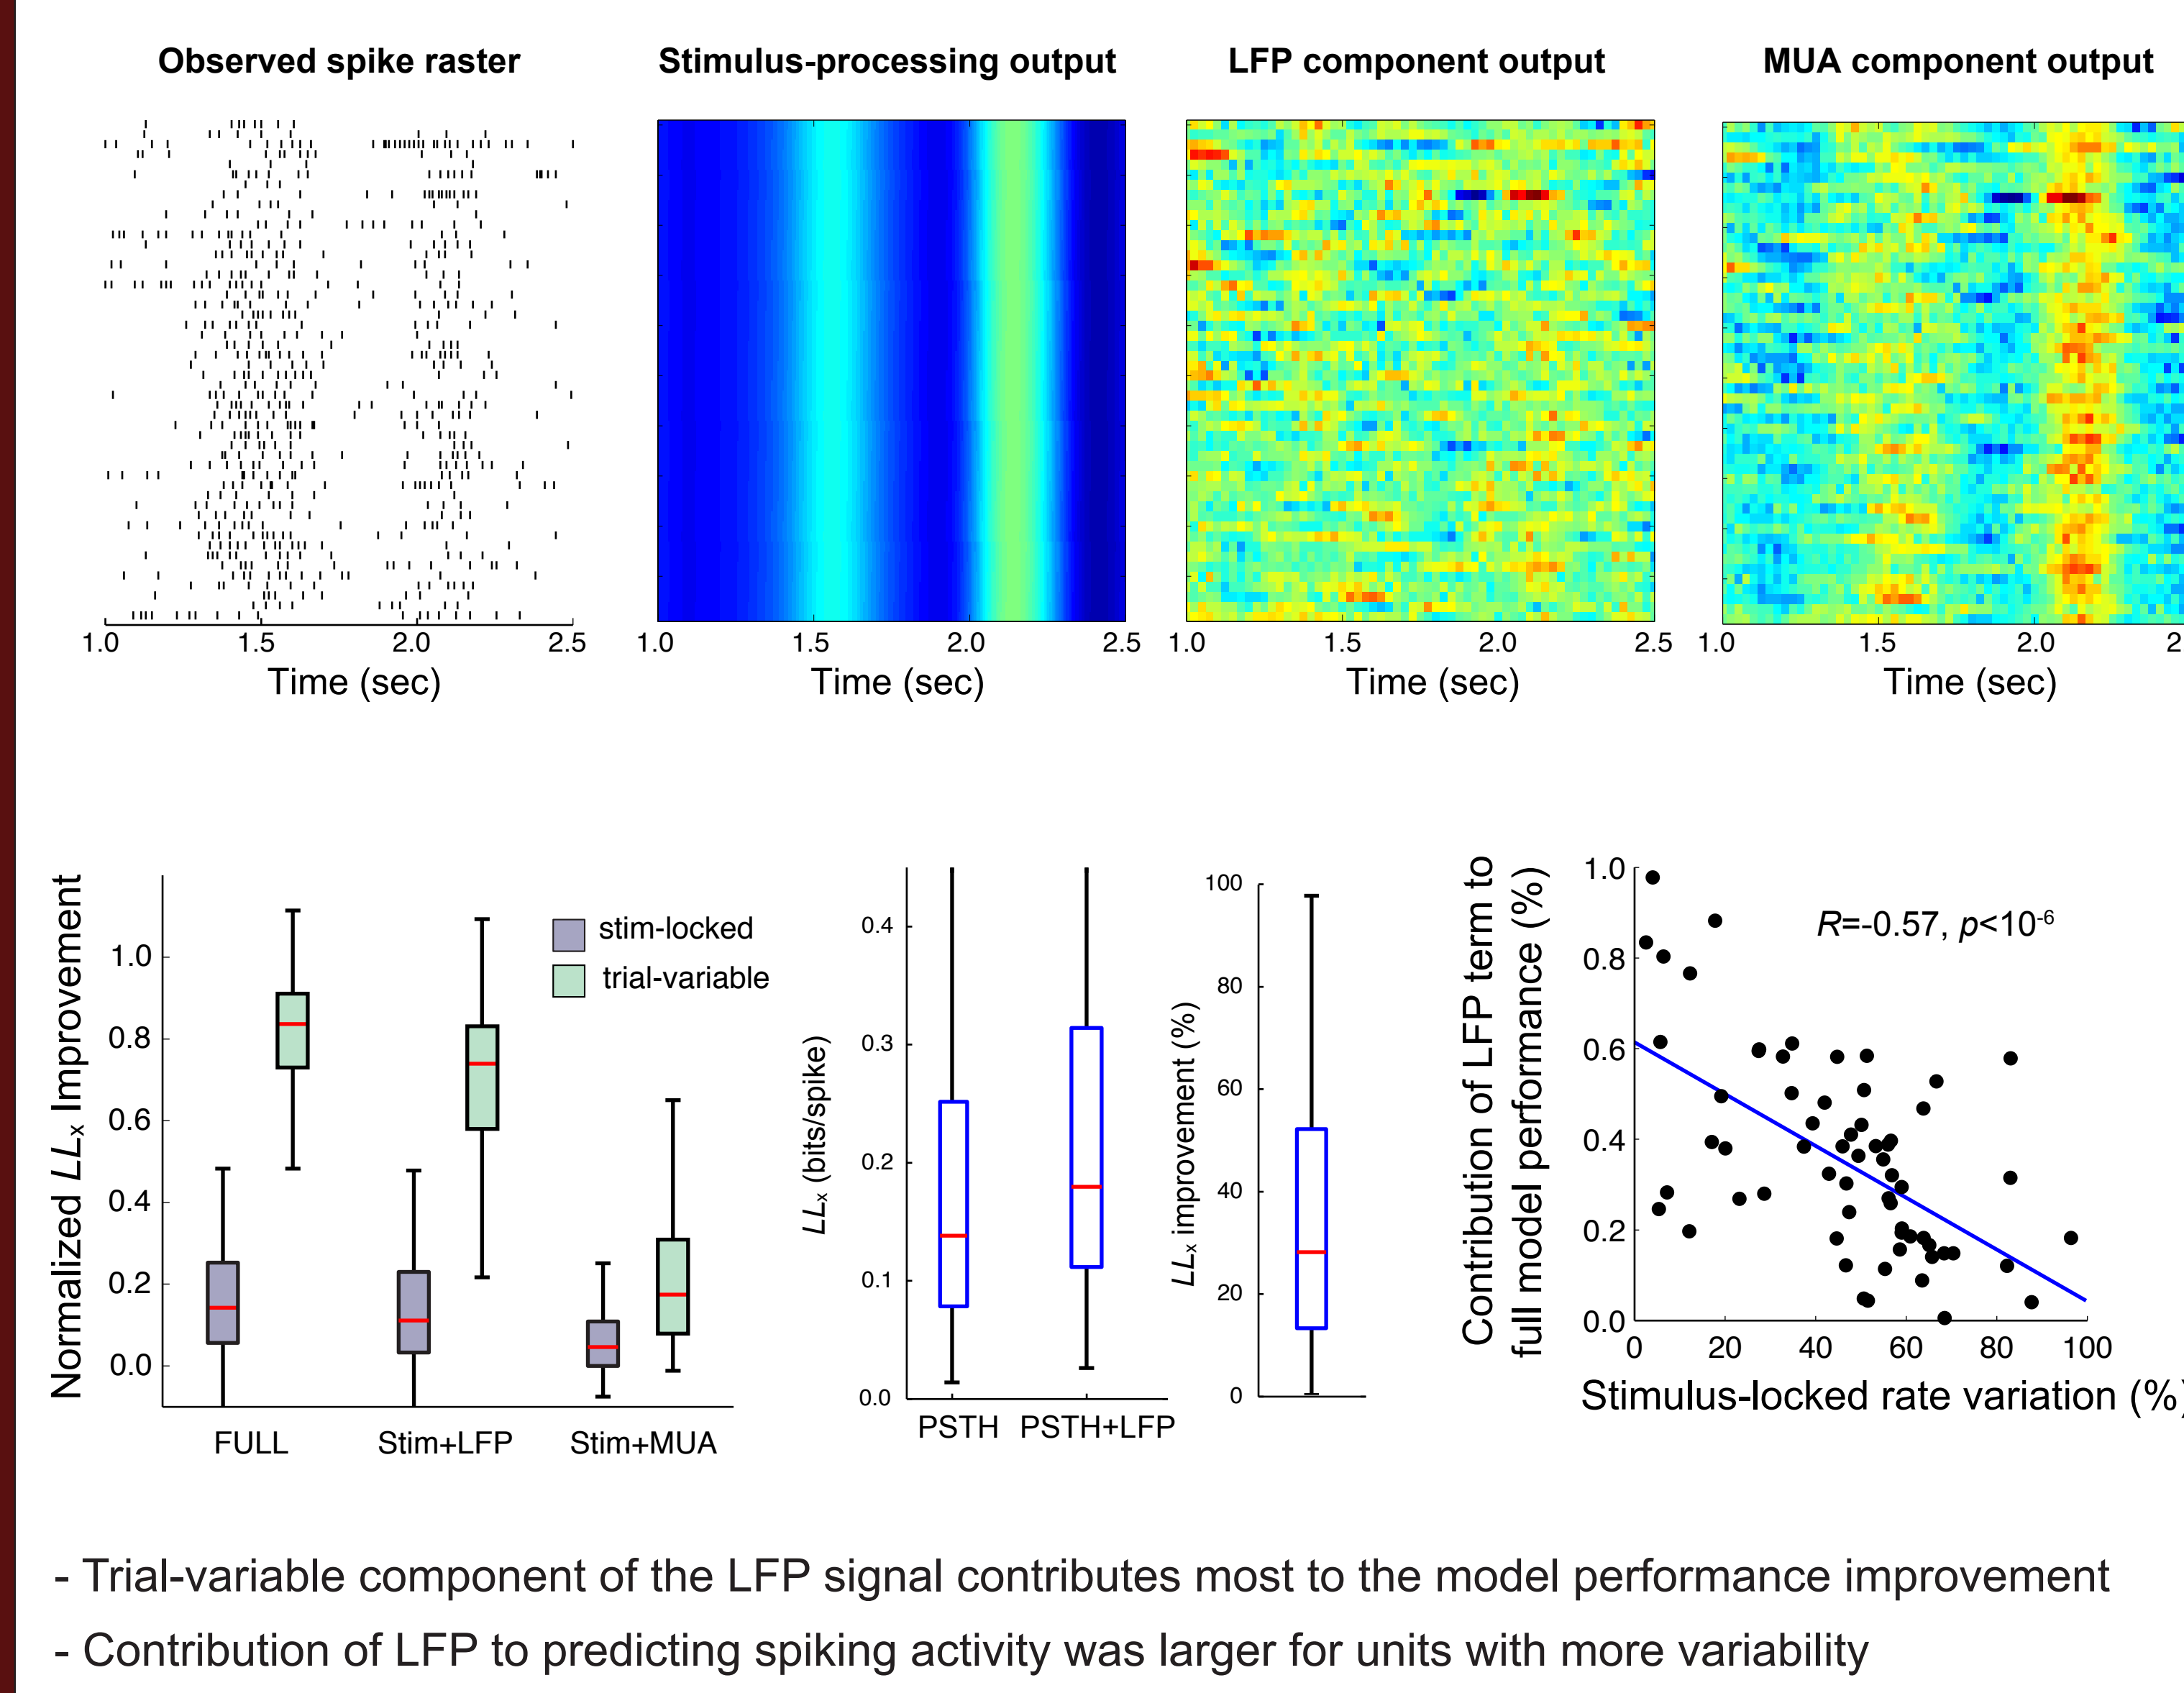 Observed spike raster
Stimulus-processing output
LFP component output
MUA component output
1.0 1.5 2.0 2.5
Time (sec)
1.0 1.5 2.0 2.5
Time (sec)
1.0 1.5 2.0 2.5
Time (sec)
1.0 1.5 2.0 2
Time (sec)
Normalized LLx Improvement
1.0
0.8
0.6
0.4
0.2
0.0
stim-locked
trial-variable
FULL Stim+LFP Stim+MUA
LLx (bits/spike)
0.4
0.3
0.2
0.1
0.0
PSTH PSTH+LFP
LLx improvement (%)
100
80
60
40
20
0
Contribution of LFP term to
full model performance (%)
1.0
0.8
0.6
0.4
0.2
0.0
R=-0.57, p<10-6
0 20 40 60 80 100
Stimulus-locked rate variation (%)
- Trial-variable component of the LFP signal contributes most to the model performance improvement
- Contribution of LFP to predicting spiking activity was larger for units with more variability